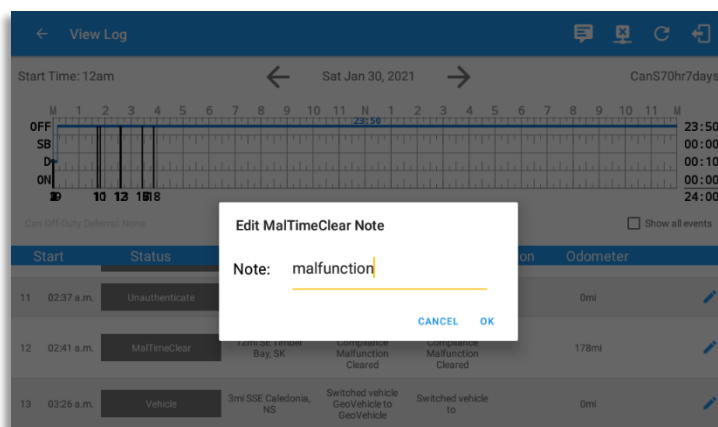 View Log
Start Time: 12am
Sat Jan 30, 2021
CanS70hr7days
M 1 2 3 4 5 6 7 8 9 10 11 N 1 2 3 4 5 6 7 8 9 10 11 M
OFF 23:50 23:50
SB 00:00
D 00:10
ON 00:00
24:00
Can Off-Duty Deferral: None
Show all events
Edit MalTimeClear Note
Note: malfunction
CANCEL OK
Start Status on Odometer
11 02:37 a.m. Unauthenticate 0mi
12 02:41 a.m. MalTimeClear 12mi SE Timber Bay, SK Compliance Malfunction Cleared Compliance Malfunction Cleared 178mi
13 03:26 a.m. Vehicle 3mi SSE Caledonia, NS Switched vehicle GeoVehicle to GeoVehicle Switched vehicle to 0mi